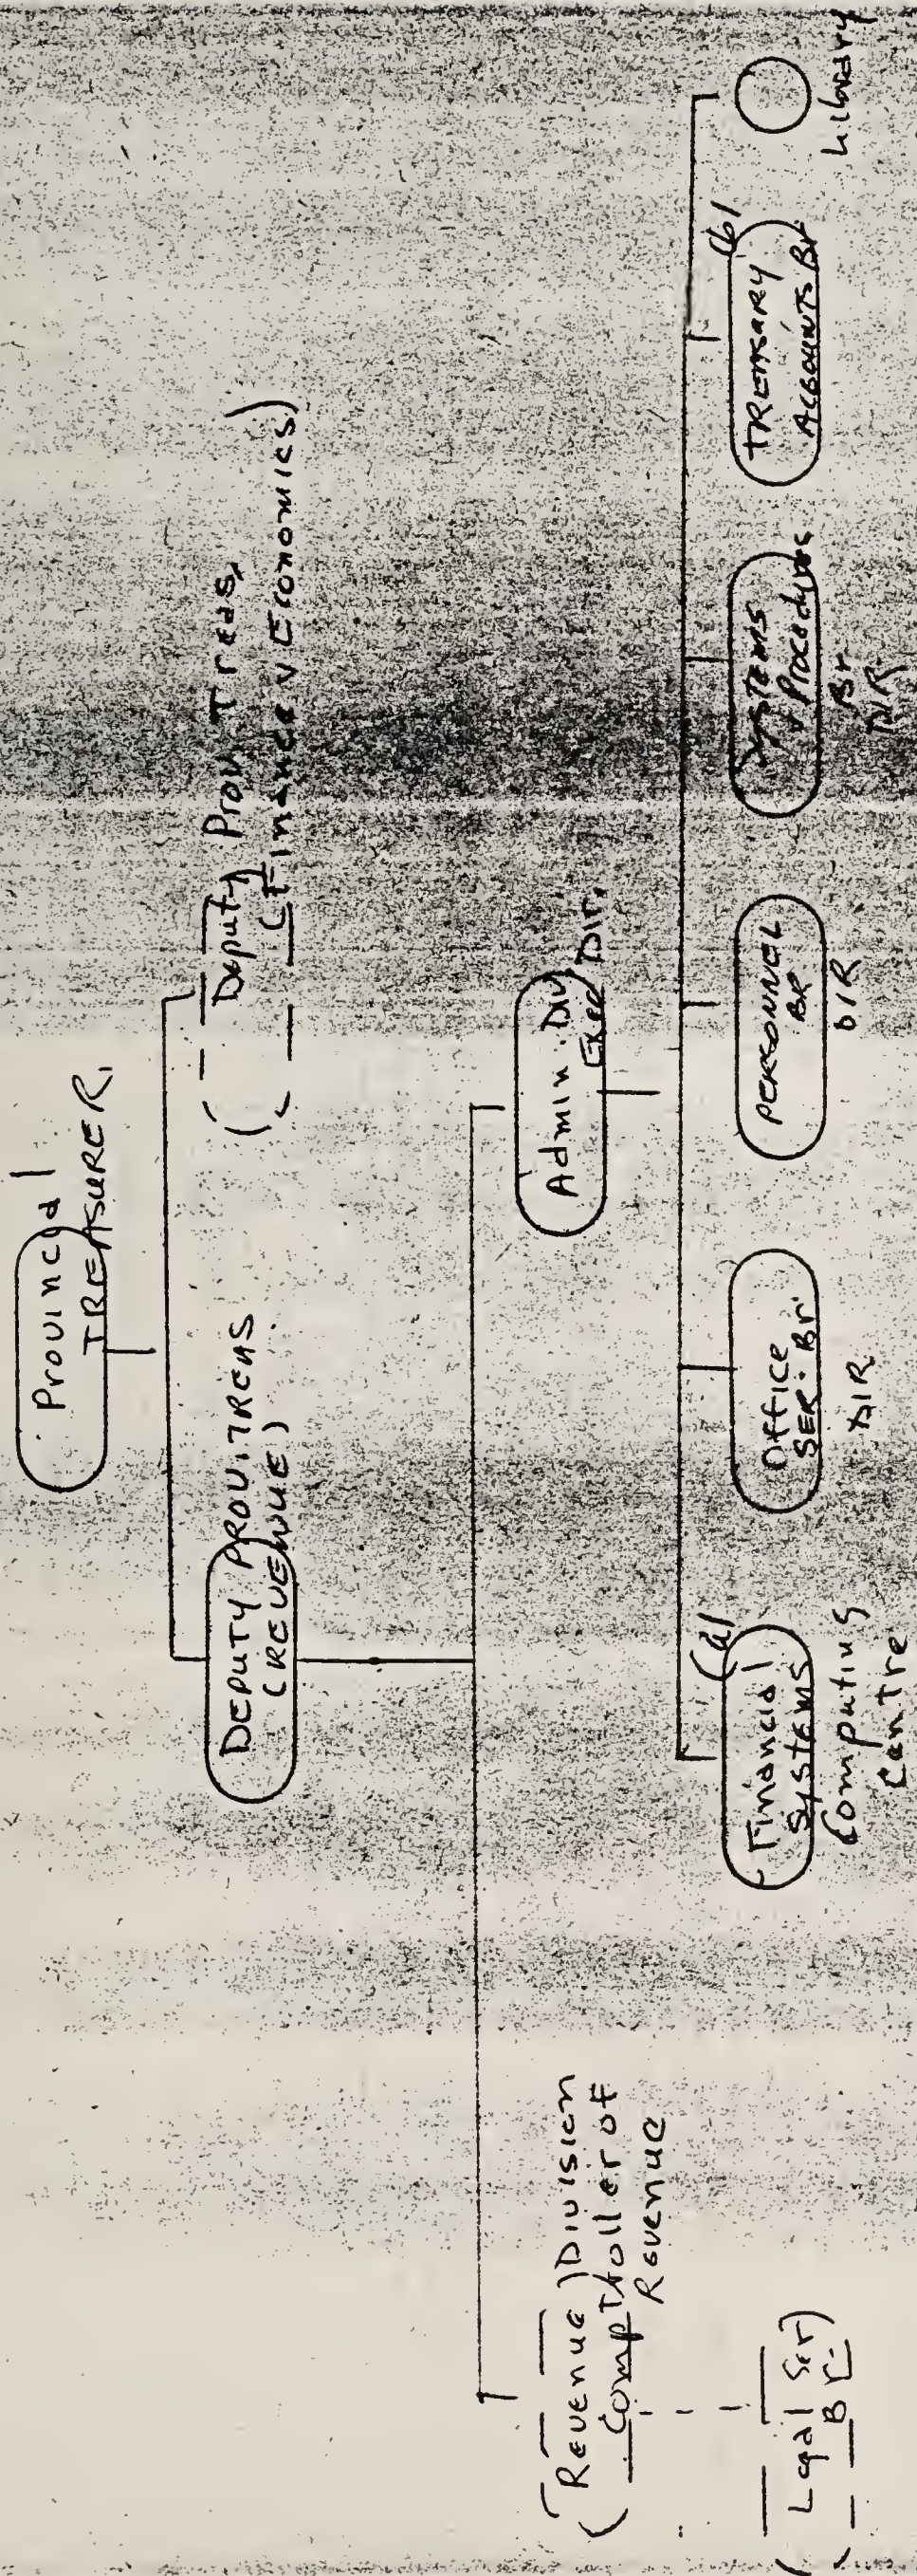 Provincial
TREASURER.
DEPUTY PROV. TREAS
(REVENUE)
Deputy Prov Treas,
(Finance v Economics)
(Revenue) Division
Comptroller of
Revenue
Admin. Div
Exec Dir.
(Legal Ser)
Br.
(a)
Financial
Systems
Computing
Centre
Office
SER. Br.
DIR
PERSONNEL
BR
DIR
Systems
v Procedures
Br
DIR
(b)
TREASARY
Accounts Br
Library